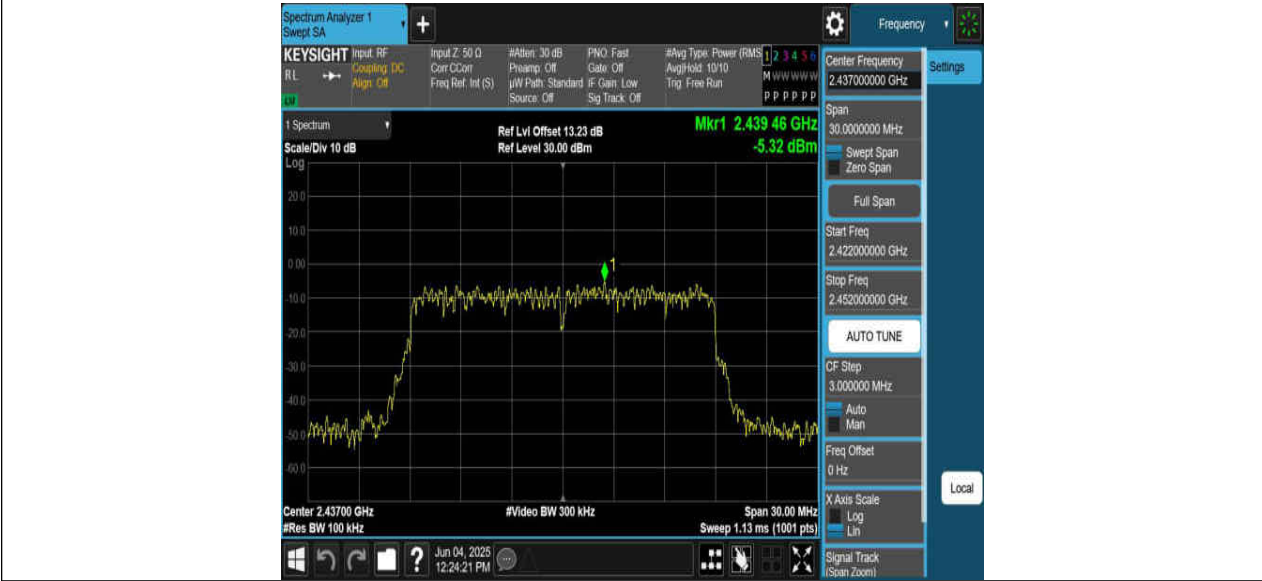 Spectrum Analyzer 1
Swept SA
+
Frequency
KEYSIGHT
RL
Input: RF
Coupling: DC
Align: Off
Input Z: 50 Ω
Corr CCorr
Freq Ref: Int (S)
#Atten: 30 dB
Preamp: Off
µW Path: Standard
Source: Off
PNO: Fast
Gate: Off
IF Gain: Low
Sig Track: Off
#Avg Type: Power (RMS
Avg|Hold: 10/10
Trig: Free Run
1 2 3 4 5 6
M W W W W W
P P P P P P
Center Frequency
2.437000000 GHz
Settings
1 Spectrum
Scale/Div 10 dB
Ref Lvl Offset 13.23 dB
Ref Level 30.00 dBm
Mkr1 2.439 46 GHz
-5.32 dBm
Log
20.0
10.0
0.00
-10.0
-20.0
-30.0
-40.0
-50.0
-60.0
1
Span
30.0000000 MHz
Swept Span
Zero Span
Full Span
Start Freq
2.422000000 GHz
Stop Freq
2.452000000 GHz
AUTO TUNE
CF Step
3.000000 MHz
Auto
Man
Freq Offset
0 Hz
X Axis Scale
Log
Lin
Signal Track
(Span Zoom)
Local
Center 2.43700 GHz
#Res BW 100 kHz
#Video BW 300 kHz
Span 30.00 MHz
Sweep 1.13 ms (1001 pts)
?
Jun 04, 2025
12:24:21 PM